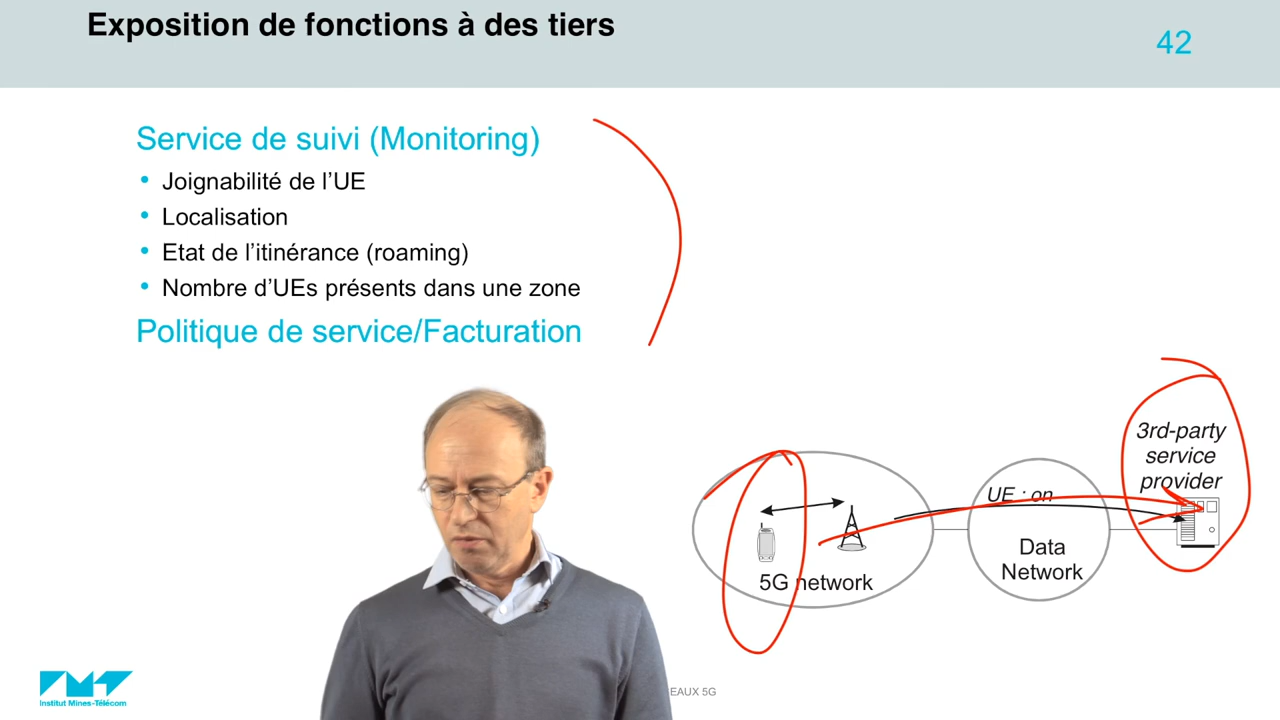 Exposition de fonctions à des tiers
42
Service de suivi (Monitoring)
• Joignabilité de l’UE
• Localisation
• Etat de l’itinérance (roaming)
• Nombre d’UEs présents dans une zone
Politique de service/Facturation
3rd-party
service
provider
UE : on
Data
Network
5G network
Institut Mines-Télécom
EAUX 5G